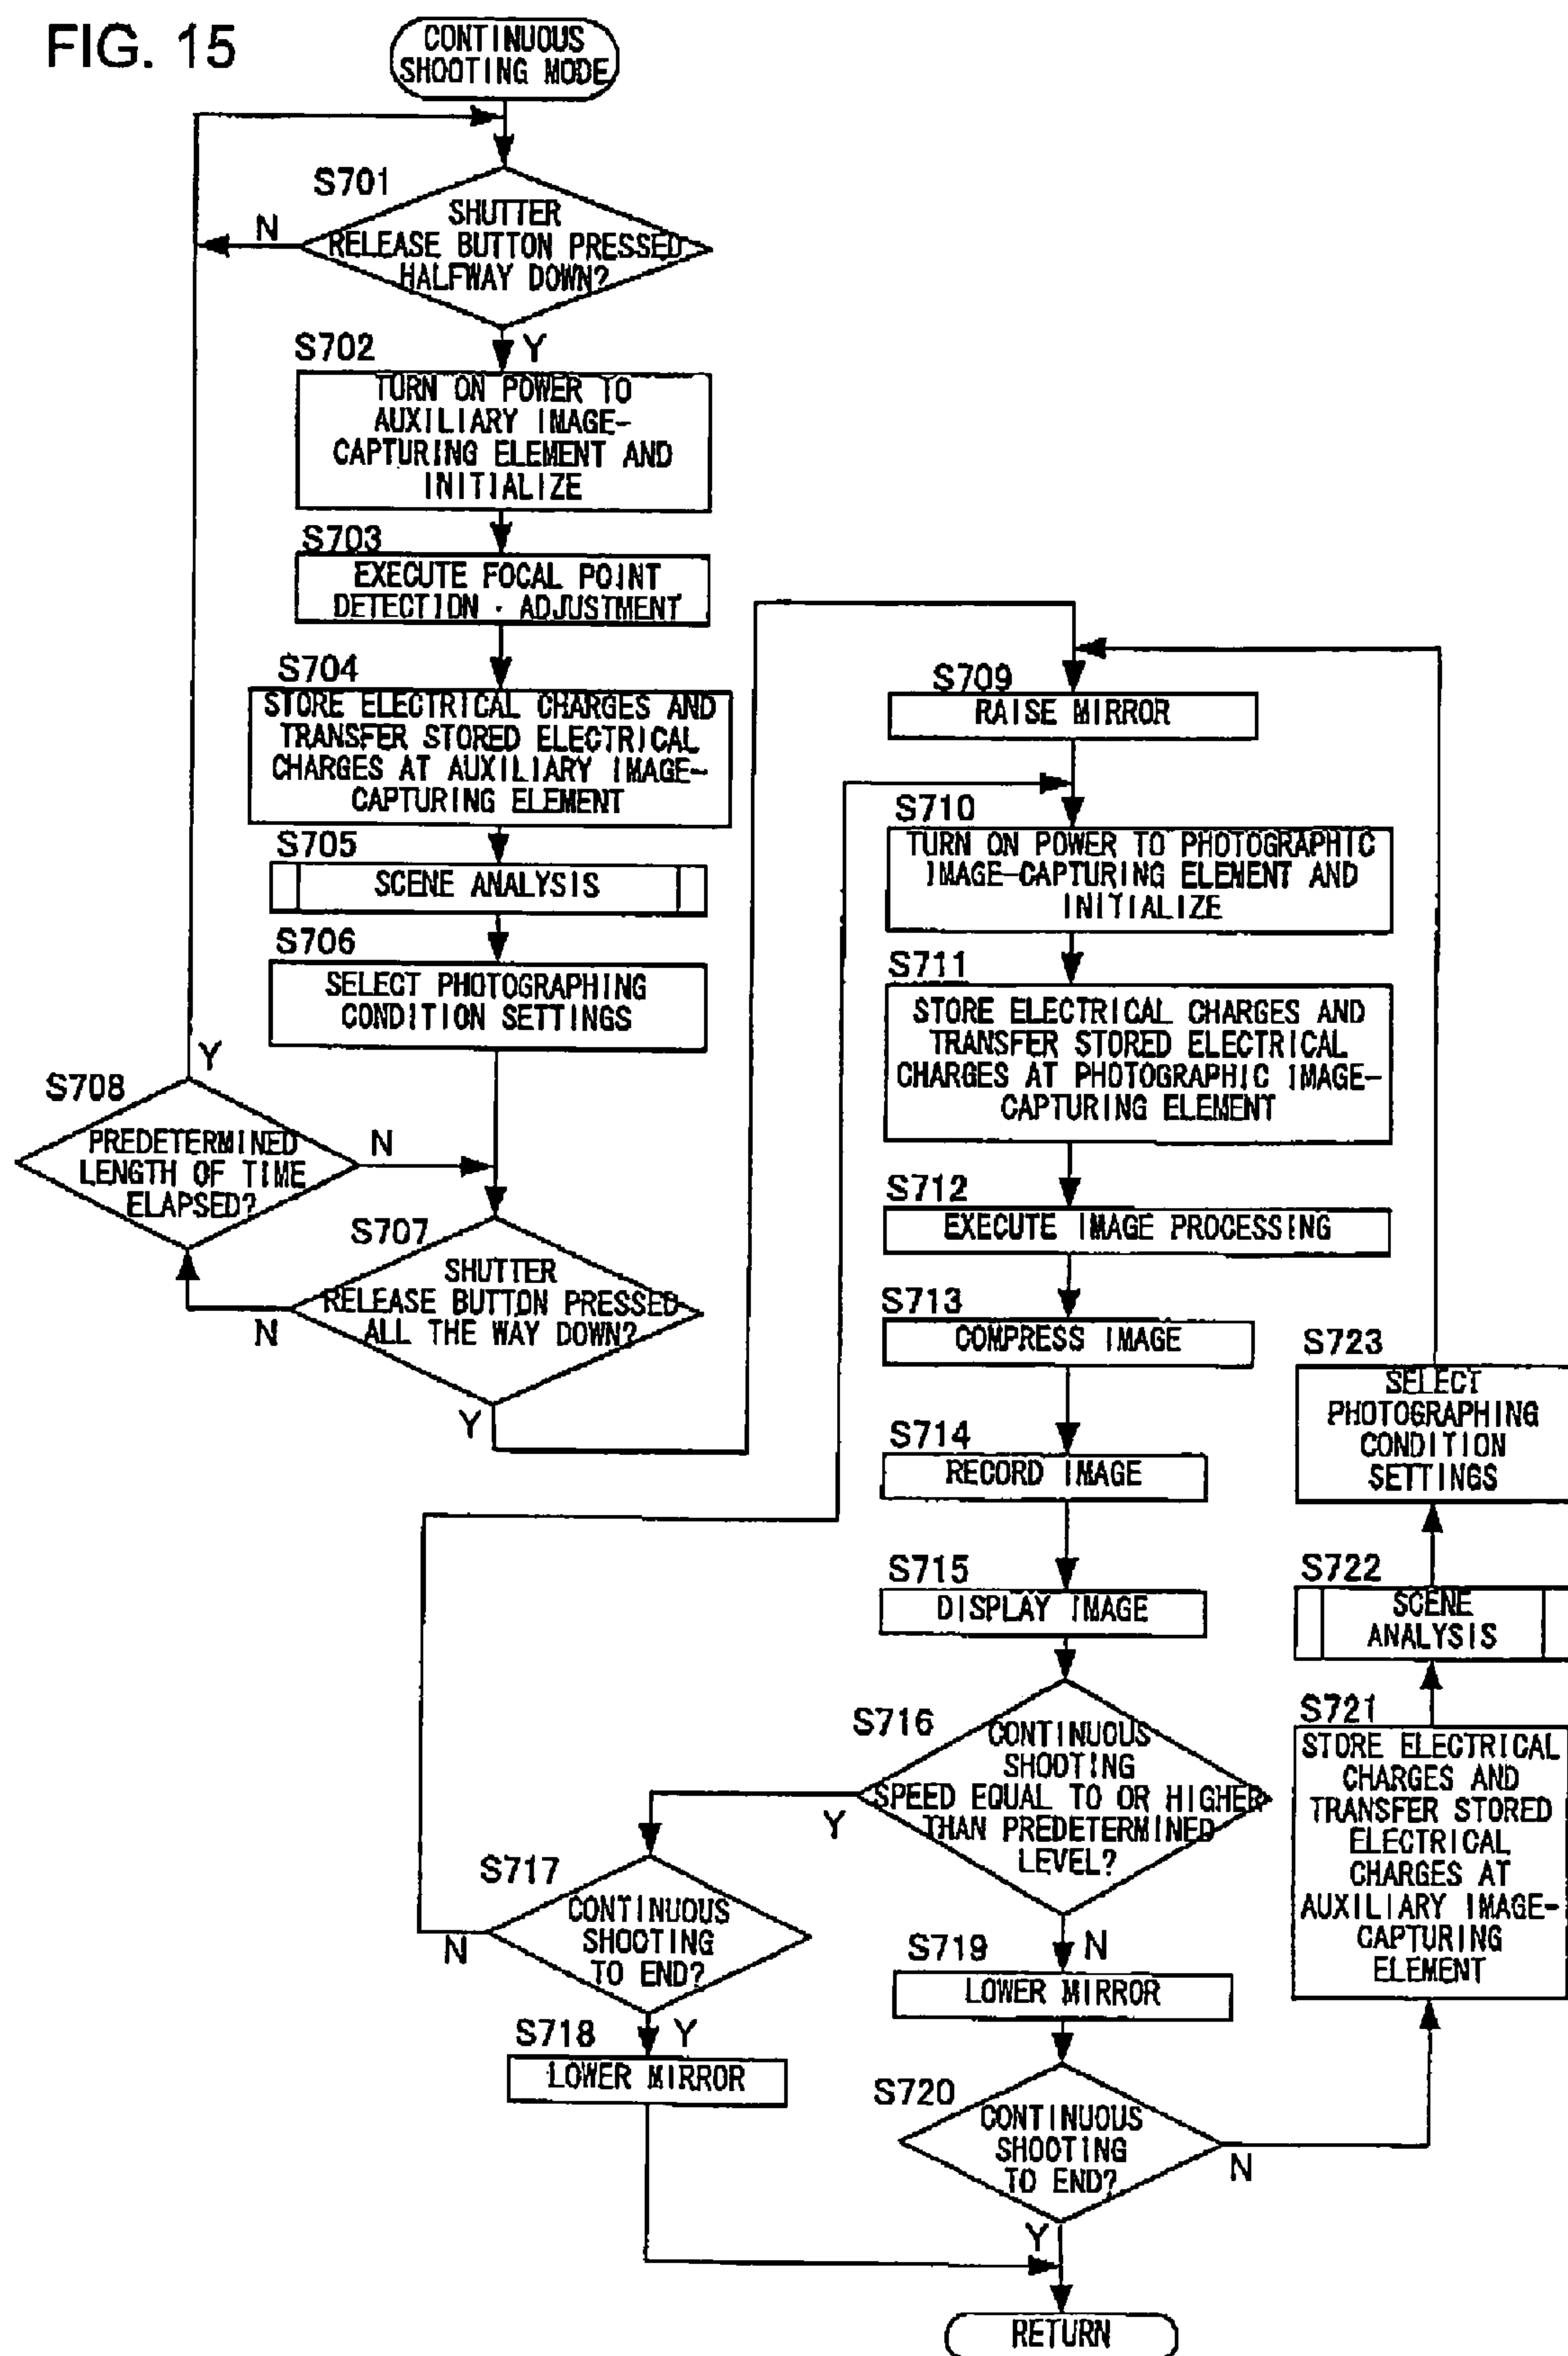 FIG. 15
CONTINUOUS
SHOOTING MODE
S701
SHUTTER
RELEASE BUTTON PRESSED
HALFWAY DOWN?
N
Y
S702
TURN ON POWER TO
AUXILIARY IMAGE-
CAPTURING ELEMENT AND
INITIALIZE
S703
EXECUTE FOCAL POINT
DETECTION · ADJUSTMENT
S704
STORE ELECTRICAL CHARGES AND
TRANSFER STORED ELECTRICAL
CHARGES AT AUXILIARY IMAGE-
CAPTURING ELEMENT
S705
SCENE ANALYSIS
S706
SELECT PHOTOGRAPHING
CONDITION SETTINGS
Y
S708
PREDETERMINED
LENGTH OF TIME
ELAPSED?
N
S707
SHUTTER
RELEASE BUTTON PRESSED
ALL THE WAY DOWN?
N
Y
S709
RAISE MIRROR
S710
TURN ON POWER TO PHOTOGRAPHIC
IMAGE-CAPTURING ELEMENT AND
INITIALIZE
S711
STORE ELECTRICAL CHARGES AND
TRANSFER STORED ELECTRICAL
CHARGES AT PHOTOGRAPHIC IMAGE-
CAPTURING ELEMENT
S712
EXECUTE IMAGE PROCESSING
S713
COMPRESS IMAGE
S714
RECORD IMAGE
S715
DISPLAY IMAGE
S716
CONTINUOUS
SHOOTING
SPEED EQUAL TO OR HIGHER
THAN PREDETERMINED
LEVEL?
Y
N
S717
CONTINUOUS
SHOOTING
TO END?
N
Y
S718
LOWER MIRROR
S719
LOWER MIRROR
S720
CONTINUOUS
SHOOTING
TO END?
N
Y
S723
SELECT
PHOTOGRAPHING
CONDITION
SETTINGS
S722
SCENE
ANALYSIS
S721
STORE ELECTRICAL
CHARGES AND
TRANSFER STORED
ELECTRICAL
CHARGES AT
AUXILIARY IMAGE-
CAPTURING
ELEMENT
RETURN